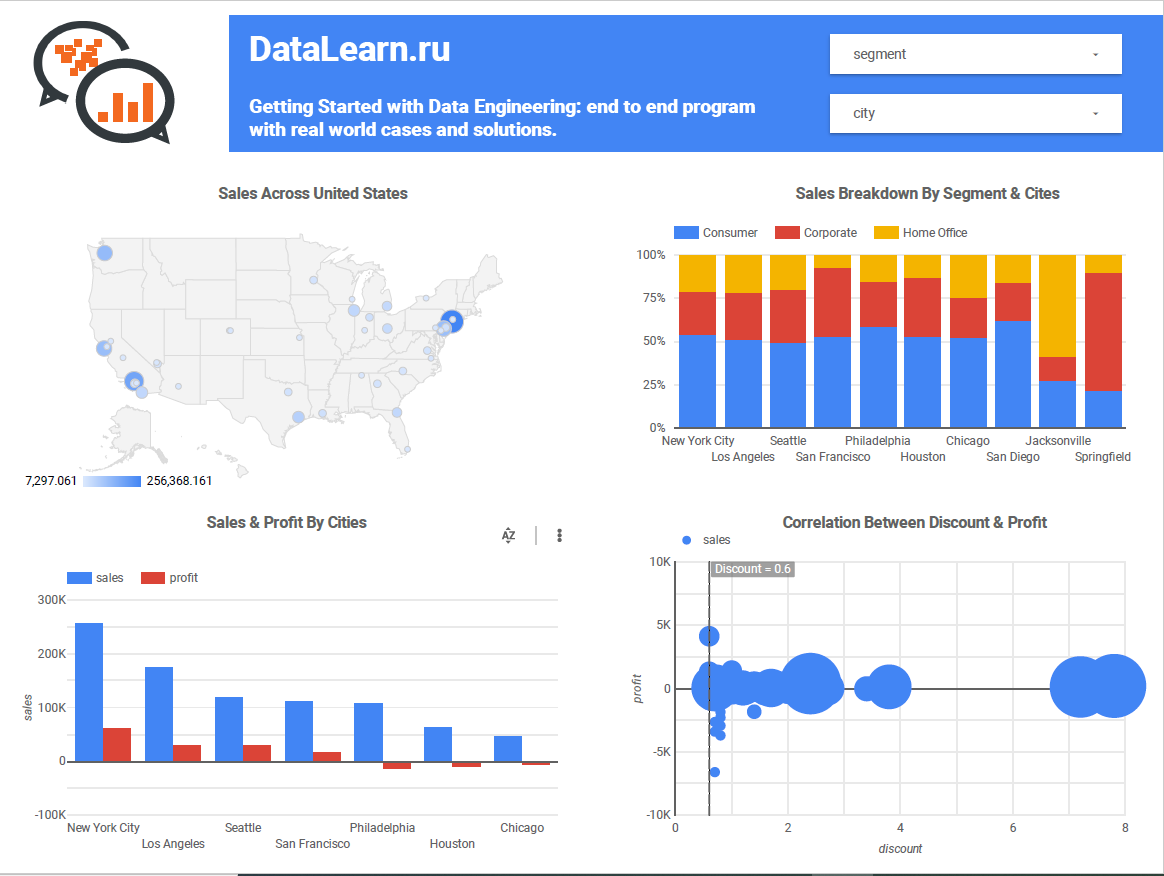 DataLearn.ru
Getting Started with Data Engineering: end to end program
with real world cases and solutions.
segment
city
Sales Across United States
7,297.061
256,368.161
Sales Breakdown By Segment & Cites
Consumer
Corporate
Home Office
100%
75%
50%
25%
0%
New York City
Los Angeles
Seattle
San Francisco
Philadelphia
Houston
Chicago
San Diego
Jacksonville
Springfield
Sales & Profit By Cities
AZ
sales
profit
300K
200K
100K
0
-100K
sales
New York City
Los Angeles
Seattle
San Francisco
Philadelphia
Houston
Chicago
Correlation Between Discount & Profit
sales
Discount = 0.6
10K
5K
0
-5K
-10K
profit
0
2
4
6
8
discount